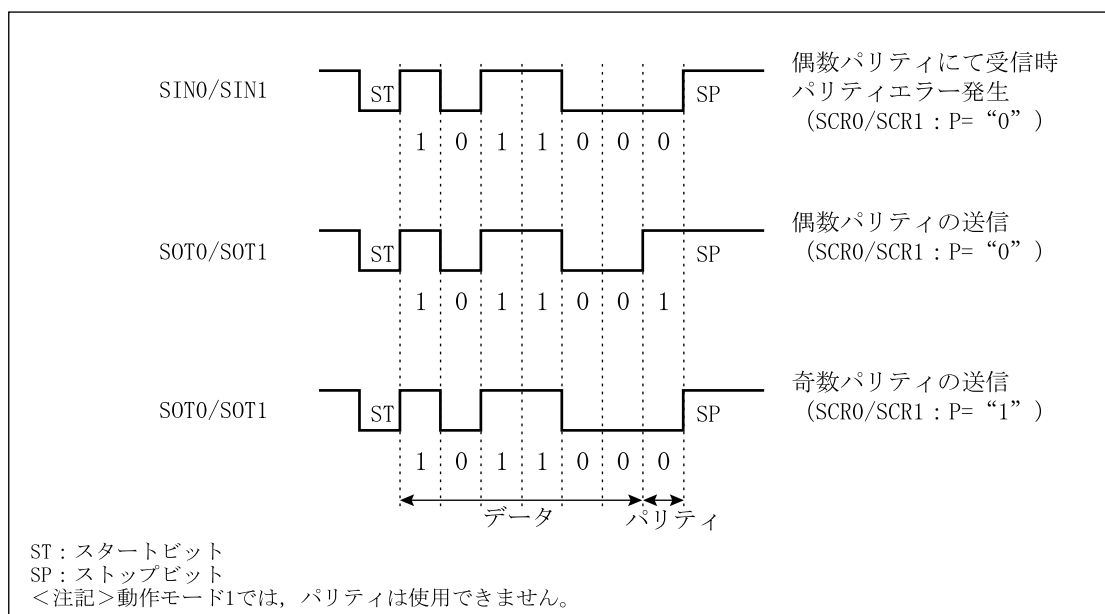 SIN0/SIN1
ST
SP
偶数パリティにて受信時
パリティエラー発生
(SCR0/SCR1：P=“0”)
1 0 1 1 0 0 0
SOT0/SOT1
ST
SP
偶数パリティの送信
(SCR0/SCR1：P=“0”)
1 0 1 1 0 0 1
SOT0/SOT1
ST
SP
奇数パリティの送信
(SCR0/SCR1：P=“1”)
1 0 1 1 0 0 0
データ
パリティ
ST：スタートビット
SP：ストップビット
＜注記＞動作モード1では，パリティは使用できません。